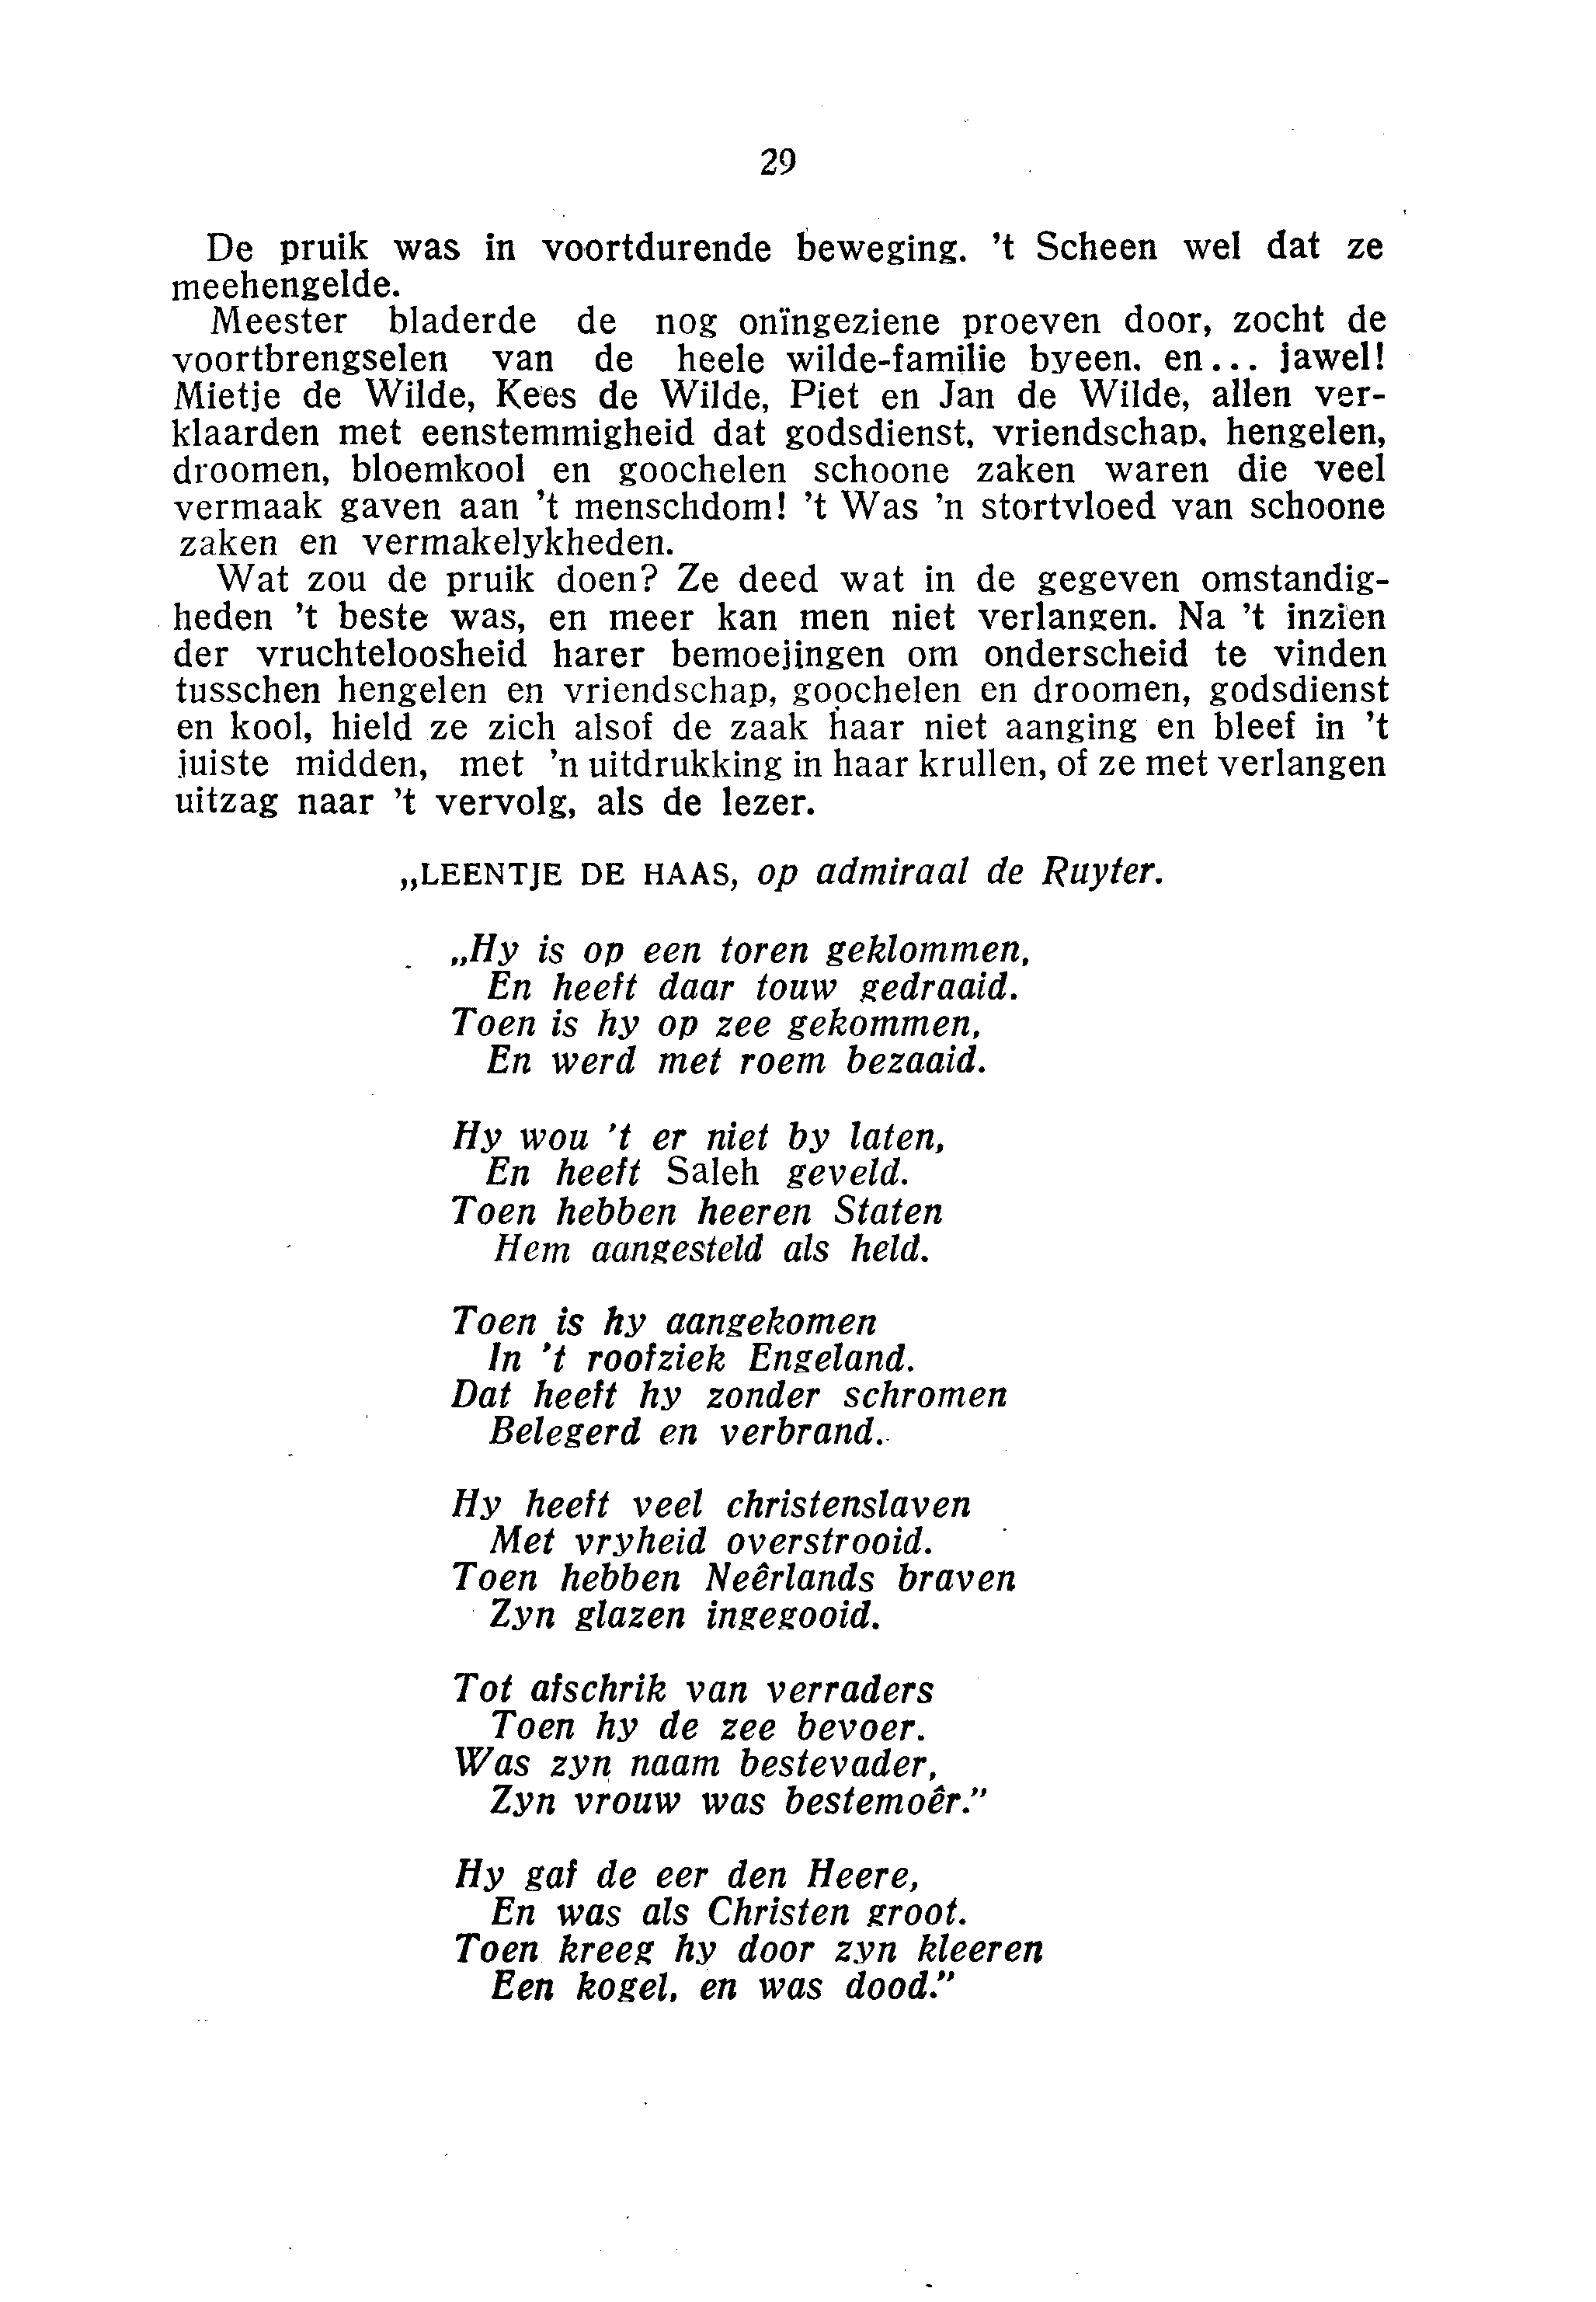 29
De pruik was in voortdurende beweging. 't Scheen wel dat ze
meehengelde.
Meester bladerde de nog oningeziene proeven door, zocht de
voortbrengselen van de heele wilde-familie byeen, en... jawel!
Mietje de Wilde, Kees de Wilde, Piet en Jan de Wilde, allen ver-
klaarden met eenstemmigheid dat godsdienst, vriendschap, hengelen,
droomen, bloemkool en goochelen schoone zaken waren die veel
vermaak gaven aan 't menschdom! 't Was 'n stortvloed van schoone
zaken en vermakelykheden.
Wat zou de pruik doen? Ze deed wat in de gegeven omstandig-
heden 't beste was, en meer kan men niet verlangen. Na 't inzien
der vruchteloosheid harer bemoejingen om onderscheid te vinden
tusschen hengelen en vriendschap, goochelen en droomen, godsdienst
en kool, hield ze zich alsof de zaak haar niet aanging en bleef in 't
juiste midden, met 'n uitdrukking in haar krullen, of ze met verlangen
uitzag naar 't vervolg, als de lezer.
„LEENTJE DE HAAS, op admiraal de Ruyter.
„Hy is op een toren geklommen,
En heeft daar touw gedraaid.
Toen is hy op zee gekommen,
En werd met roem bezaaid.
Hy wou 't er niet by laten,
En heeft Saleh geveld.
Toen hebben heeren Staten
Hem aangesteld als held.
Toen is hy aangekomen
In 't roofziek Engeland.
Dat heeft hy zonder schromen
Belegerd en verbrand.
Hy heeft veel christenslaven
Met vryheid overstrooid.
Toen hebben Neêrlands braven
Zyn glazen ingegooid.
Tot afschrik van verraders
Toen hy de zee bevoer.
Was zyn naam bestevader,
Zyn vrouw was bestemoêr."
Hy gaf de eer den Heere,
En was als Christen groot.
Toen kreeg hy door zyn kleeren
Een kogel, en was dood."